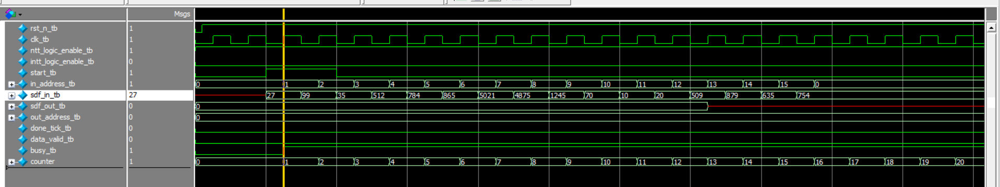 Msgs
rst_n_tb 1
clk_tb 1
ntt_logic_enable_tb 1
intt_logic_enable_tb 0
start_tb 1
in_address_tb 1 0 1 2 3 4 5 6 7 8 9 10 11 12 13 14 15 0
sdf_in_tb 27 27 99 35 512 784 865 5021 4875 1245 70 10 20 509 879 635 754
sdf_out_tb 0 0
out_address_tb 0 0
done_tick_tb 0
data_valid_tb 0
busy_tb 1
counter 1 0 1 2 3 4 5 6 7 8 9 10 11 12 13 14 15 16 17 18 19 20